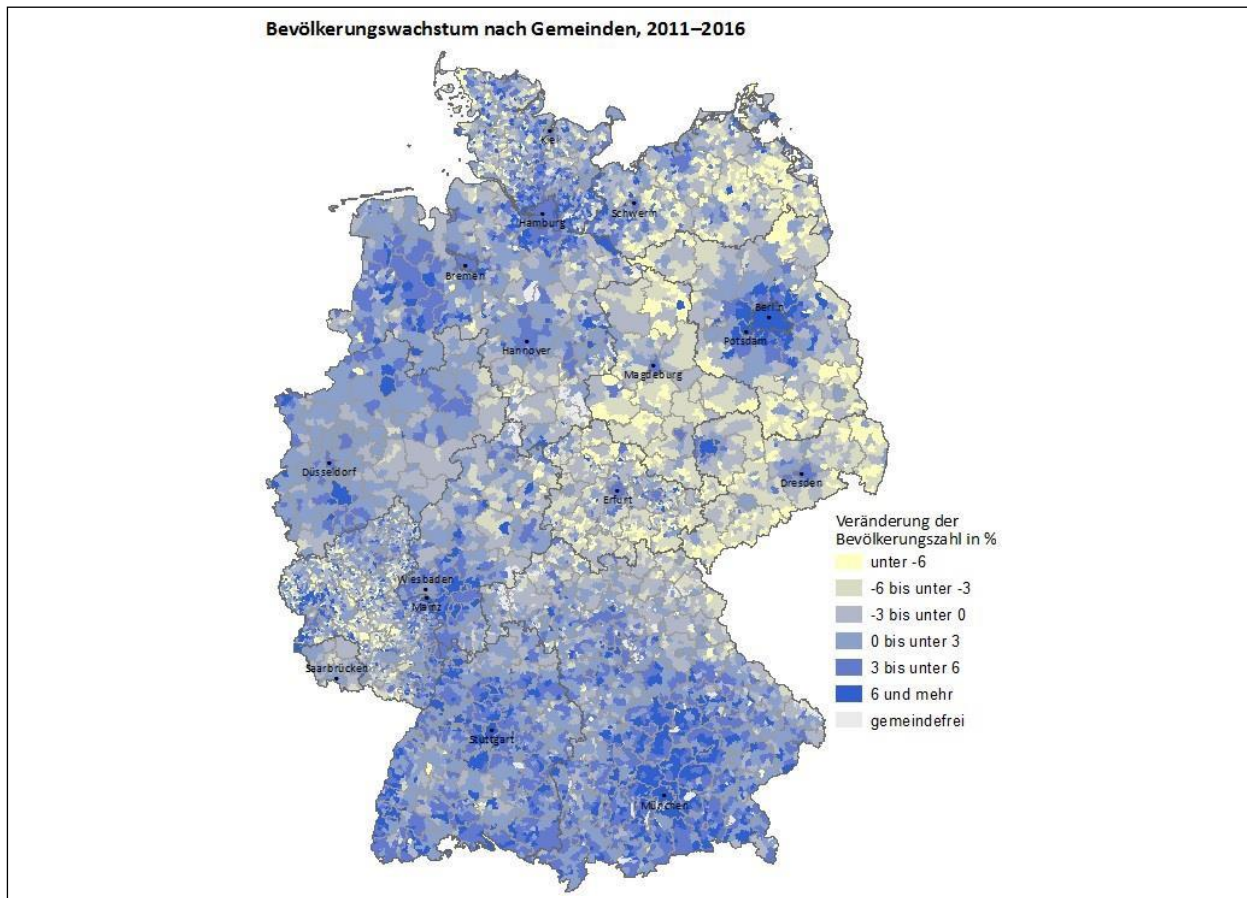 Bevölkerungswachstum nach Gemeinden, 2011–2016
Kiel
Schwerin
Hamburg
Bremen
Berlin
Potsdam
Hannover
Magdeburg
Düsseldorf
Dresden
Erfurt
Wiesbaden
Mainz
Saarbrücken
Stuttgart
München
Veränderung der
Bevölkerungszahl in %
unter -6
-6 bis unter -3
-3 bis unter 0
0 bis unter 3
3 bis unter 6
6 und mehr
gemeindefrei